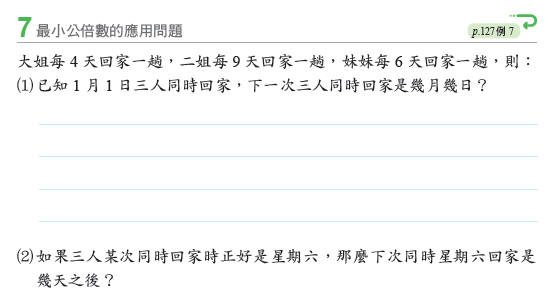 7 最小公倍數的應用問題
p.127例 7
大姐每 4 天回家一趟，二姐每 9 天回家一趟，妹妹每 6 天回家一趟，則：
⑴ 已知 1 月 1 日三人同時回家，下一次三人同時回家是幾月幾日？
⑵ 如果三人某次同時回家時正好是星期六，那麼下次同時星期六回家是
幾天之後？